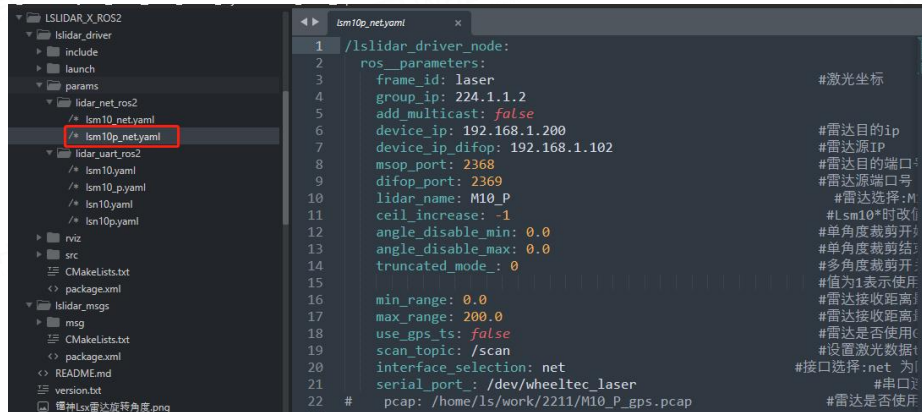 LSLIDAR_X_ROS2
lslidar_driver
include
launch
params
lidar_net_ros2
/* lsm10_net.yaml
/* lsm10p_net.yaml
lidar_uart_ros2
/* lsm10.yaml
/* lsm10_p.yaml
/* lsn10.yaml
/* lsn10p.yaml
rviz
src
CMakeLists.txt
<> package.xml
lslidar_msgs
msg
CMakeLists.txt
<> package.xml
<> README.md
version.txt
镭神Lsx雷达旋转角度.png
lsm10p_net.yaml ×
1 /lslidar_driver_node:
2 ros__parameters:
3 frame_id: laser #激光坐标
4 group_ip: 224.1.1.2
5 add_multicast: false
6 device_ip: 192.168.1.200 #雷达目的ip
7 device_ip_difop: 192.168.1.102 #雷达源IP
8 msop_port: 2368 #雷达目的端口号
9 difop_port: 2369 #雷达源端口号
10 lidar_name: M10_P #雷达选择:M
11 ceil_increase: -1 #Lsm10*时改值
12 angle_disable_min: 0.0 #单角度裁剪开始
13 angle_disable_max: 0.0 #单角度裁剪结束
14 truncated_mode_: 0 #多角度裁剪开
15 #值为1表示使用
16 min_range: 0.0 #雷达接收距离
17 max_range: 200.0 #雷达接收距离
18 use_gps_ts: false #雷达是否使用G
19 scan_topic: /scan #设置激光数据t
20 interface_selection: net #接口选择:net 为
21 serial_port_: /dev/wheeltec_laser #串口
22 # pcap: /home/ls/work/2211/M10_P_gps.pcap #雷达是否使用